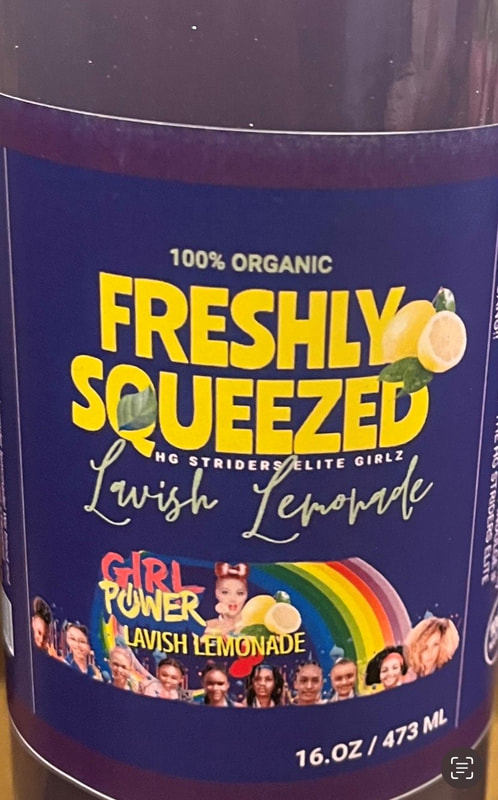 100% ORGANIC
FRESHLY
SQUEEZED
HG STRIDERS ELITE GIRLZ
Lavish Lemonade
GIRL
POWER
LAVISH LEMONADE
16.OZ / 473 ML